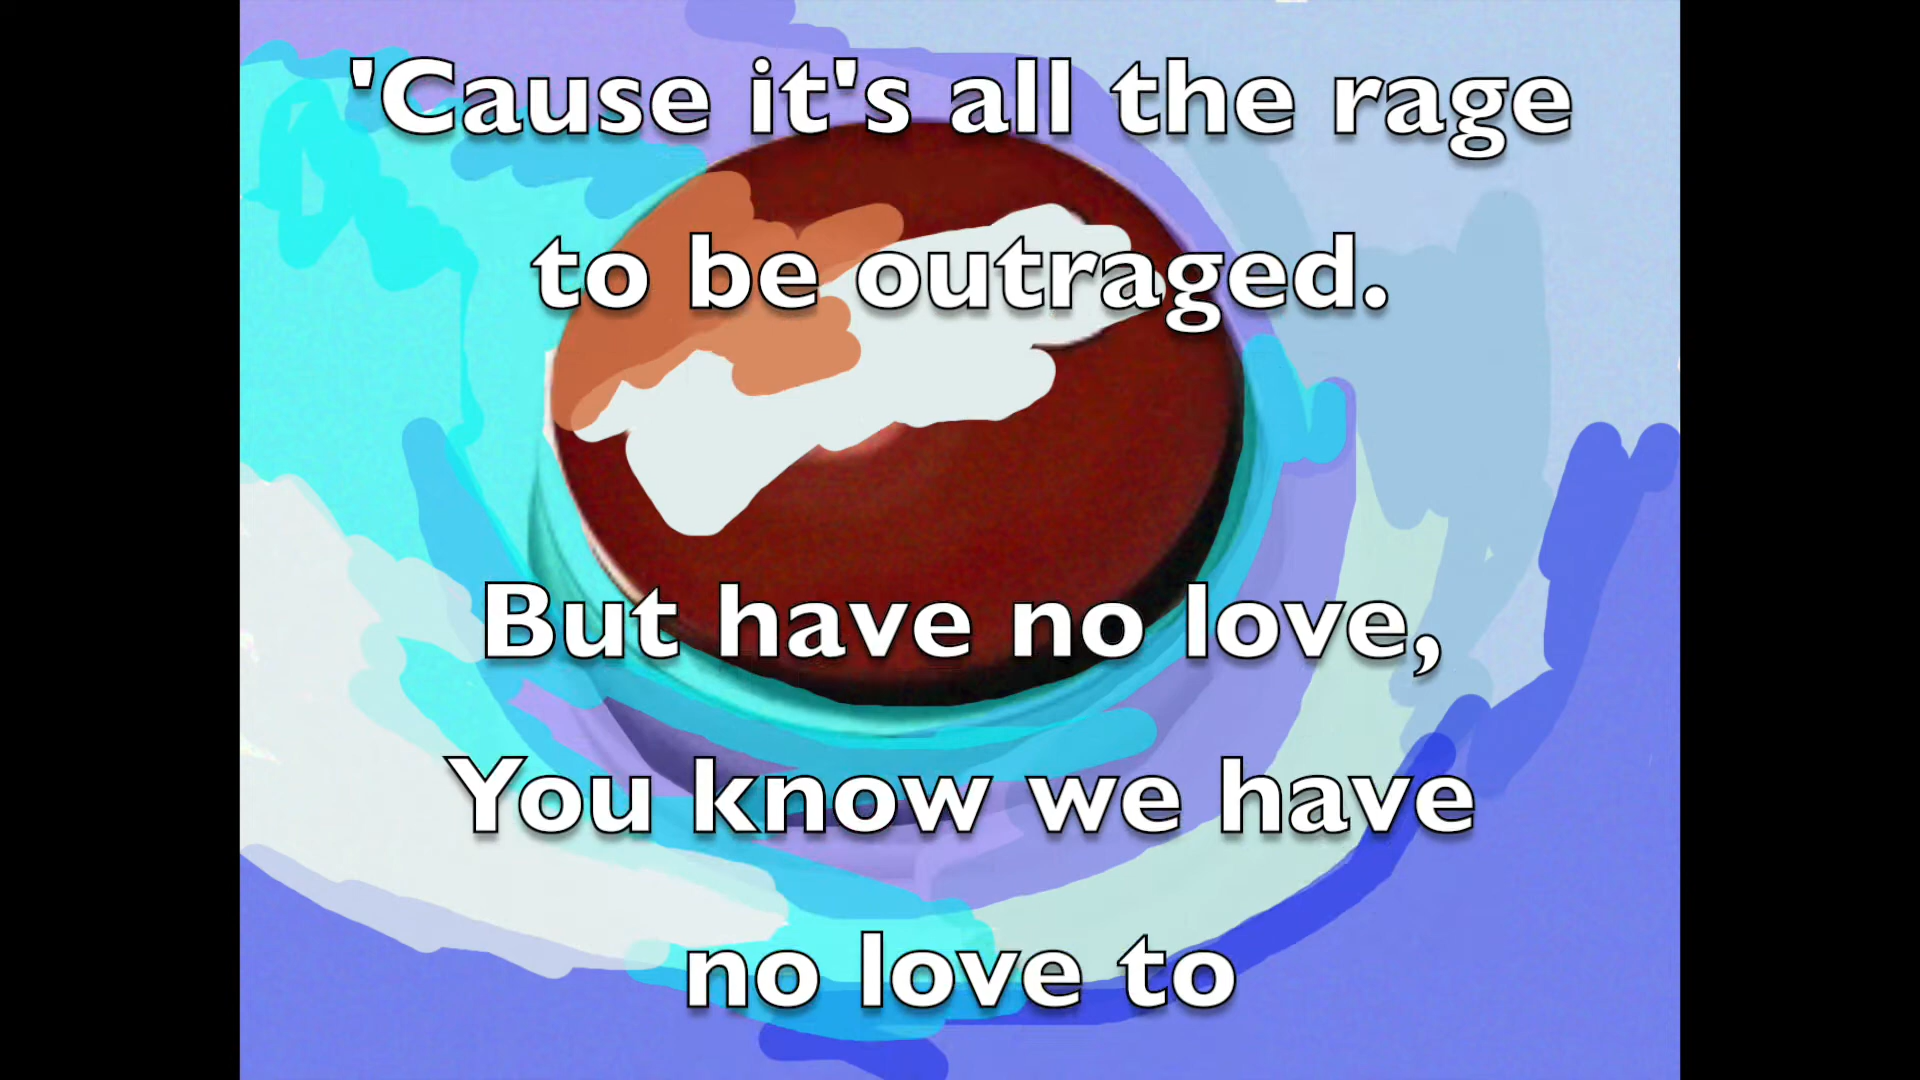 'Cause it's all the rage
to be outraged.
But have no love,
You know we have
no love to